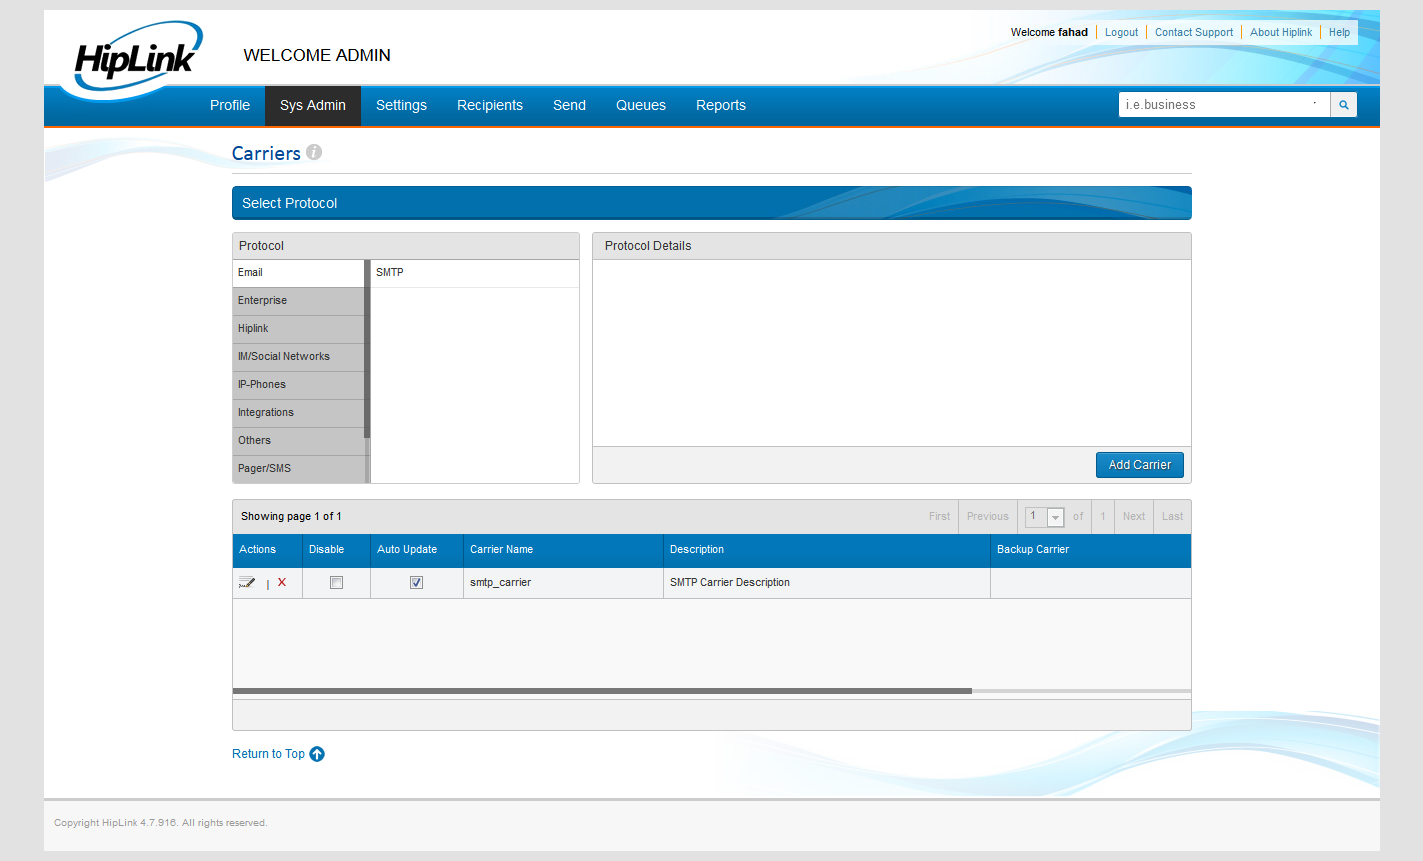 HipLink
WELCOME ADMIN
Welcome fahad Logout Contact Support About Hiplink Help
Profile Sys Admin Settings Recipients Send Queues Reports i.e.business
Carriers i
Select Protocol
Protocol
Protocol Details
Email
SMTP
Enterprise
Hiplink
IM/Social Networks
IP-Phones
Integrations
Others
Pager/SMS
Add Carrier
Showing page 1 of 1 First Previous 1 of 1 Next Last
Actions Disable Auto Update Carrier Name Description Backup Carrier
| X smtp_carrier SMTP Carrier Description
Return to Top
Copyright HipLink 4.7.916. All rights reserved.